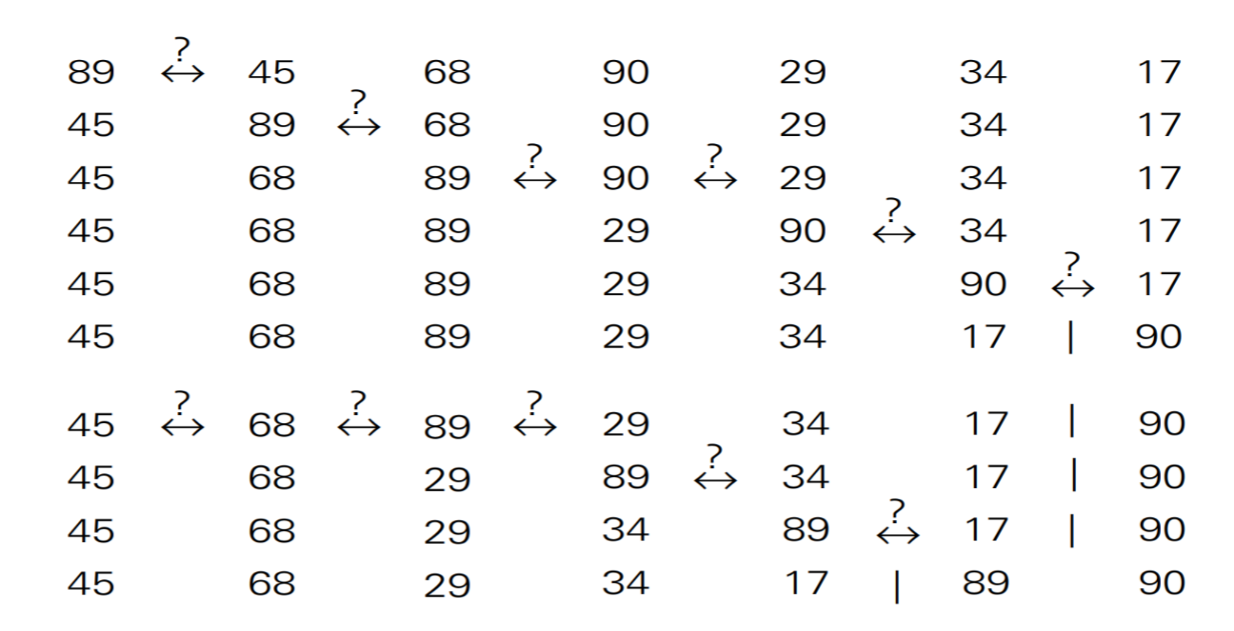 89 ?↔ 45 68 90 29 34 17
45 89 ?↔ 68 90 29 34 17
45 68 89 ?↔ 90 ?↔ 29 34 17
45 68 89 29 90 ?↔ 34 17
45 68 89 29 34 90 ?↔ 17
45 68 89 29 34 17 | 90
45 ?↔ 68 ?↔ 89 ?↔ 29 34 17 | 90
45 68 29 89 ?↔ 34 17 | 90
45 68 29 34 89 ?↔ 17 | 90
45 68 29 34 17 | 89 90